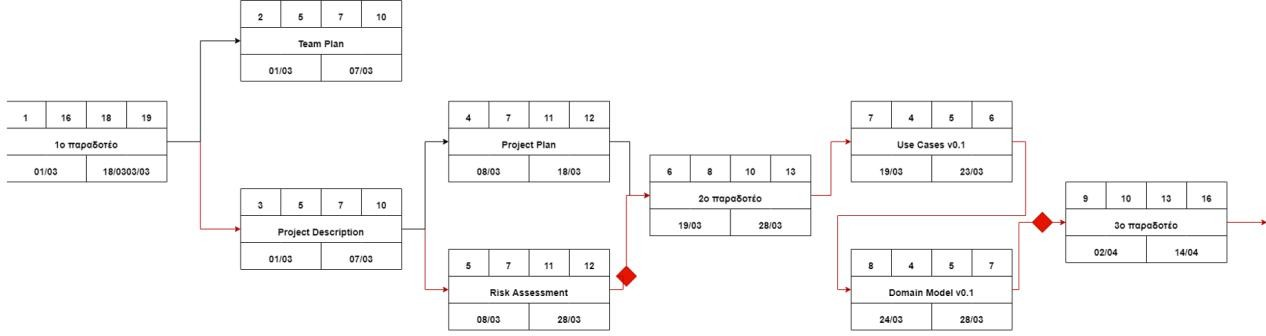 1 16 18 19
1ο παραδοτέο
01/03 18/0303/03
2 5 7 10
Team Plan
01/03 07/03
3 5 7 10
Project Description
01/03 07/03
4 7 11 12
Project Plan
08/03 18/03
5 7 11 12
Risk Assessment
08/03 28/03
6 8 10 13
2ο παραδοτέο
19/03 28/03
7 4 5 6
Use Cases v0.1
19/03 23/03
8 4 5 7
Domain Model v0.1
24/03 28/03
9 10 13 16
3ο παραδοτέο
02/04 14/04